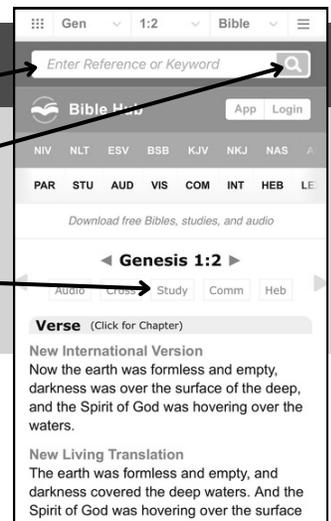 Gen 1:2 Bible
Enter Reference or Keyword
Bible Hub App Login
NIV NLT ESV BSB KJV NKJ NAS
PAR STU AUD VIS COM INT HEB LE
Download free Bibles, studies, and audio
◄ Genesis 1:2 ►
Audio Cross Study Comm Heb
Verse (Click for Chapter)
New International Version
Now the earth was formless and empty,
darkness was over the surface of the deep,
and the Spirit of God was hovering over the
waters.
New Living Translation
The earth was formless and empty, and
darkness covered the deep waters. And the
Spirit of God was hovering over the surface